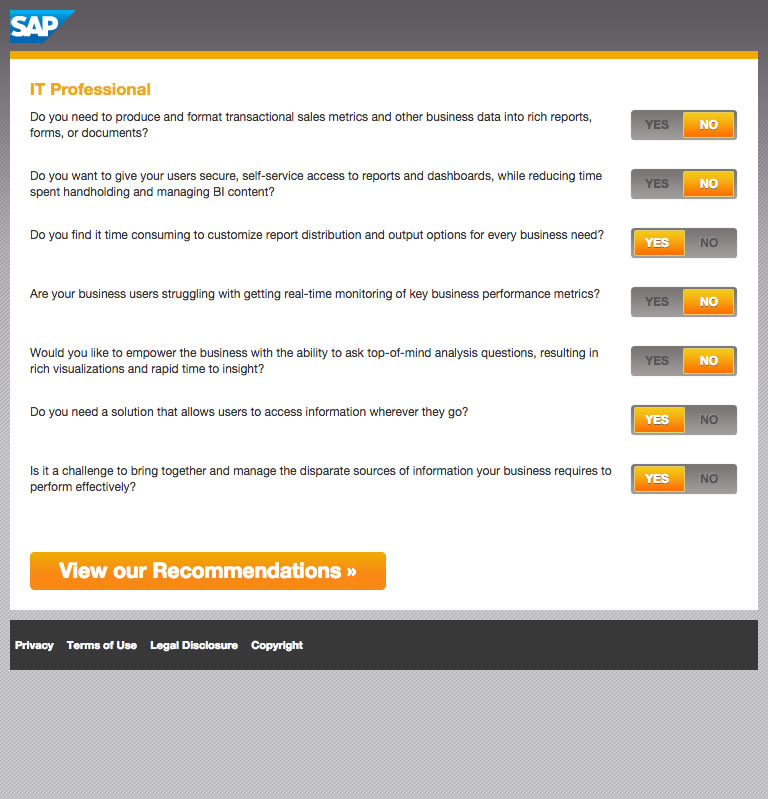 SAP
IT Professional
Do you need to produce and format transactional sales metrics and other business data into rich reports,
forms, or documents?
YES NO
Do you want to give your users secure, self-service access to reports and dashboards, while reducing time
spent handholding and managing BI content?
YES NO
Do you find it time consuming to customize report distribution and output options for every business need?
YES NO
Are your business users struggling with getting real-time monitoring of key business performance metrics?
YES NO
Would you like to empower the business with the ability to ask top-of-mind analysis questions, resulting in
rich visualizations and rapid time to insight?
YES NO
Do you need a solution that allows users to access information wherever they go?
YES NO
Is it a challenge to bring together and manage the disparate sources of information your business requires to
perform effectively?
YES NO
View our Recommendations »
Privacy Terms of Use Legal Disclosure Copyright